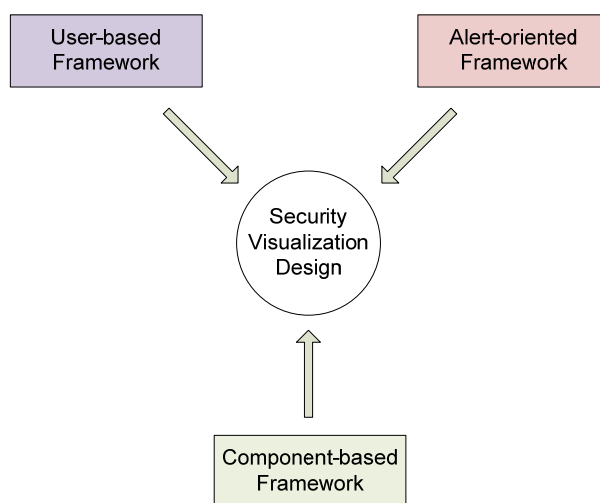 User-based
Framework
Alert-oriented
Framework
Security
Visualization
Design
Component-based
Framework